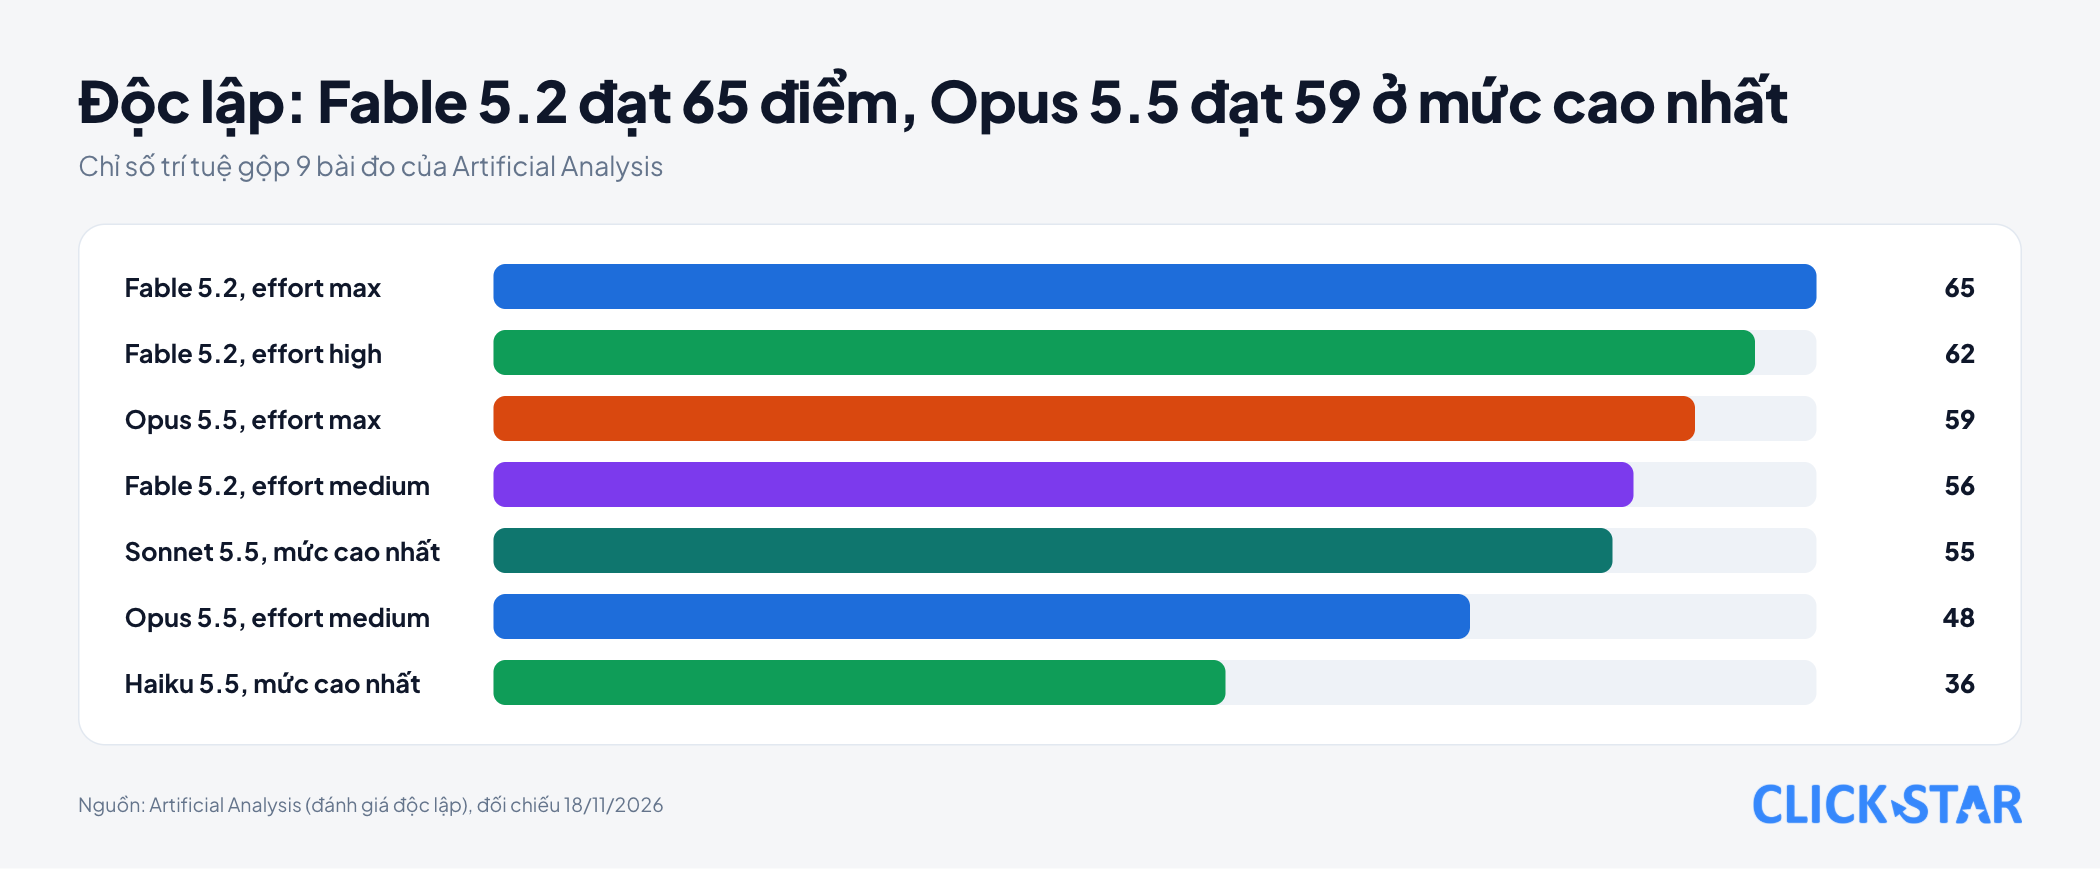 Độc lập: Fable 5.2 đạt 65 điểm, Opus 5.5 đạt 59 ở mức cao nhất
Chỉ số trí tuệ gộp 9 bài đo của Artificial Analysis
Fable 5.2, effort max 65
Fable 5.2, effort high 62
Opus 5.5, effort max 59
Fable 5.2, effort medium 56
Sonnet 5.5, mức cao nhất 55
Opus 5.5, effort medium 48
Haiku 5.5, mức cao nhất 36
Nguồn: Artificial Analysis (đánh giá độc lập), đối chiếu 18/11/2026
CLICK STAR